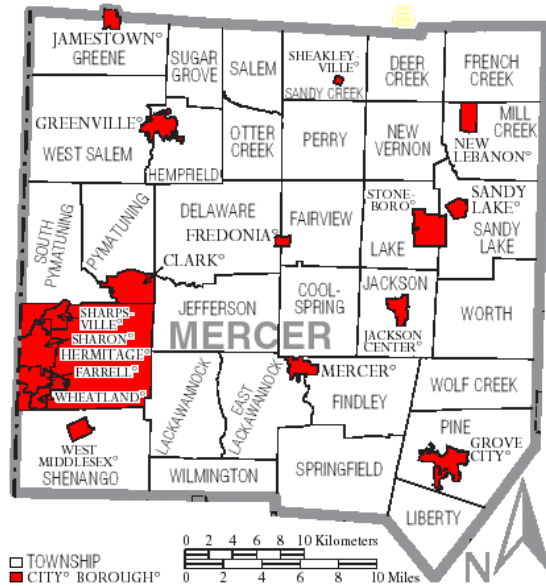 JAMESTOWN°
GREENE
SUGAR
GROVE
SALEM
SHEAKLEY-
VILLE°
SANDY CREEK
DEER
CREEK
FRENCH
CREEK
GREENVILLE°
WEST SALEM
HEMPFIELD
OTTER
CREEK
PERRY
NEW
VERNON
MILL
CREEK
NEW
LEBANON°
SOUTH
PYMATUNING
PYMATUNING
DELAWARE
FREDONIA°
FAIRVIEW
STONE-
BORO°
LAKE
SANDY
LAKE°
SANDY
LAKE
CLARK°
JEFFERSON
COOL-
SPRING
JACKSON
JACKSON
CENTER°
WORTH
MERCER
SHARPS-
VILLE°
SHARON°
HERMITAGE°
FARRELL°
WHEATLAND°
LACKAWANNOCK
EAST
LACKAWANNOCK
MERCER°
FINDLEY
WOLF CREEK
WEST
MIDDLESEX°
SHENANGO
WILMINGTON
SPRINGFIELD
PINE
GROVE
CITY°
LIBERTY
TOWNSHIP
CITY° BOROUGH°
0 2 4 6 8 10 Kilometers
0 2 4 6 8 10 Miles
N